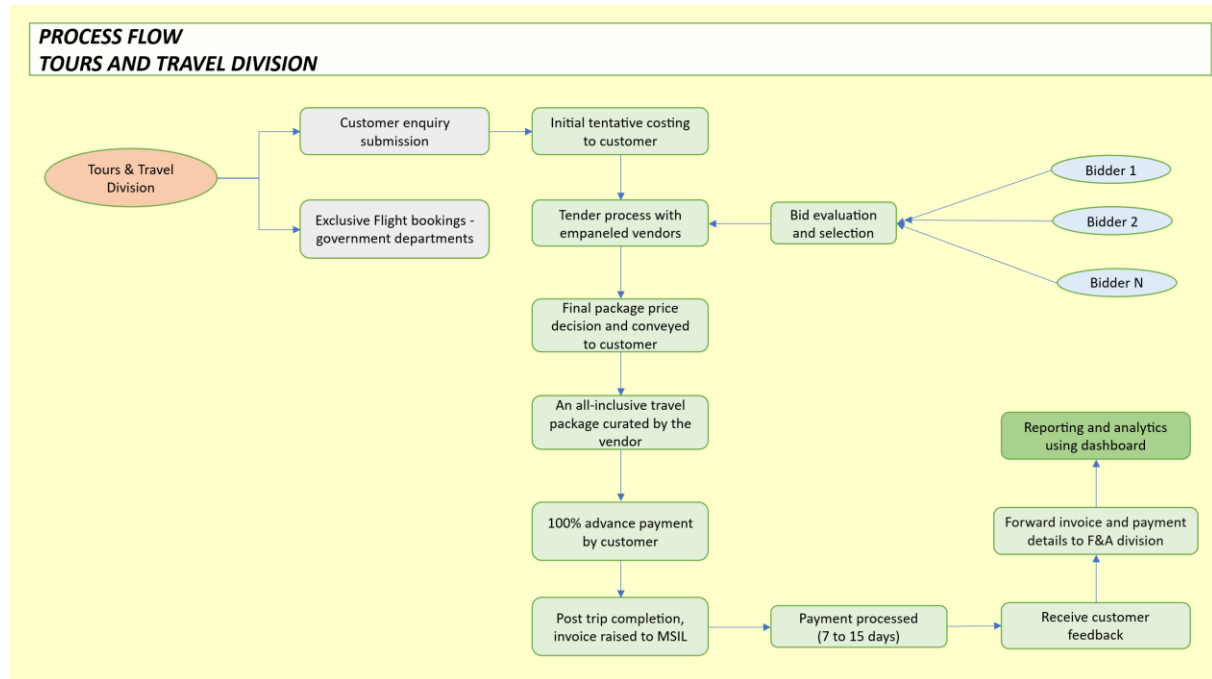 PROCESS FLOW
TOURS AND TRAVEL DIVISION
Tours & Travel
Division
Customer enquiry
submission
Exclusive Flight bookings -
government departments
Initial tentative costing
to customer
Tender process with
empaneled vendors
Bid evaluation
and selection
Bidder 1
Bidder 2
Bidder N
Final package price
decision and conveyed
to customer
An all-inclusive travel
package curated by the
vendor
100% advance payment
by customer
Post trip completion,
invoice raised to MSIL
Payment processed
(7 to 15 days)
Receive customer
feedback
Forward invoice and payment
details to F&A division
Reporting and analytics
using dashboard